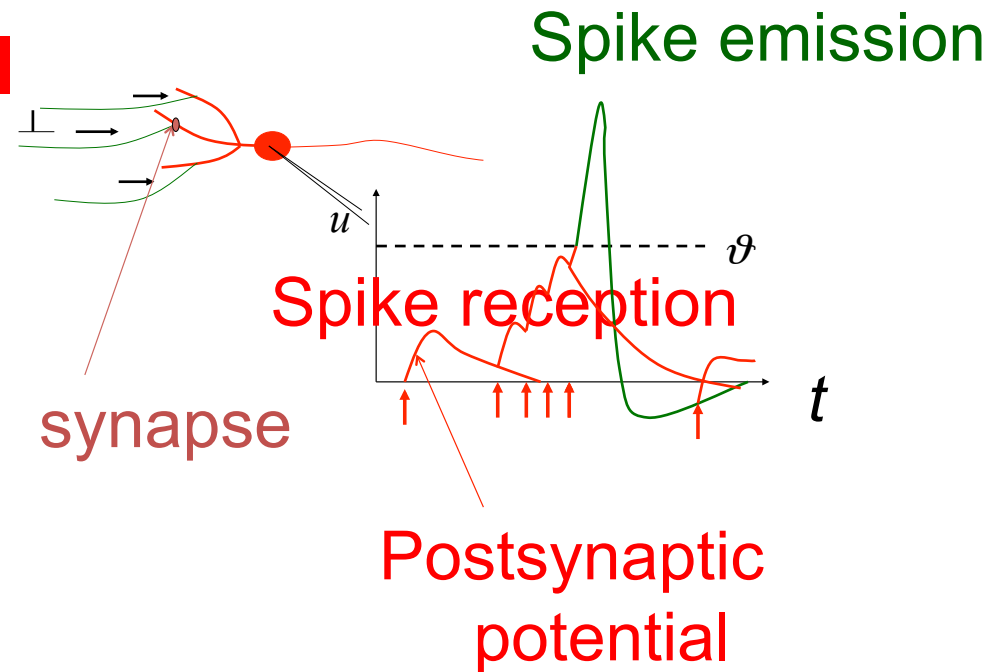 Spike emission
u
ϑ
Spike reception
t
synapse
Postsynaptic
potential